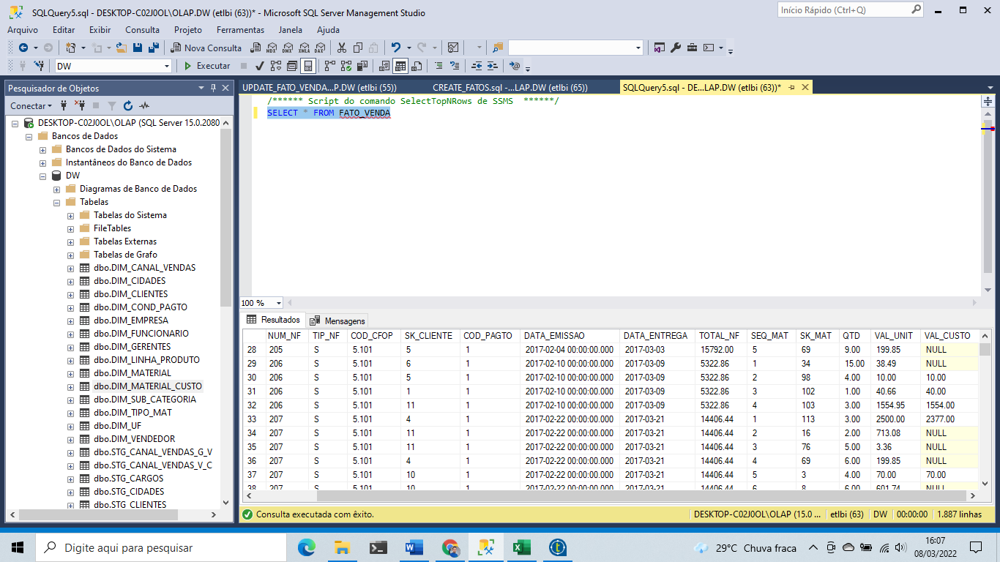 SQLQuery5.sql - DESKTOP-C02J0OL\OLAP.DW (etlbi (63))* - Microsoft SQL Server Management Studio
Início Rápido (Ctrl+Q)
Arquivo Editar Exibir Consulta Projeto Ferramentas Janela Ajuda
Nova Consulta MDX DMX XMLA DAX
DW Executar
Pesquisador de Objetos
Conectar
DESKTOP-C02J0OL\OLAP (SQL Server 15.0.2080
Bancos de Dados
Bancos de Dados do Sistema
Instantâneos do Banco de Dados
DW
Diagramas de Banco de Dados
Tabelas
Tabelas do Sistema
FileTables
Tabelas Externas
Tabelas de Grafo
dbo.DIM_CANAL_VENDAS
dbo.DIM_CIDADES
dbo.DIM_CLIENTES
dbo.DIM_COND_PAGTO
dbo.DIM_EMPRESA
dbo.DIM_FUNCIONARIO
dbo.DIM_GERENTES
dbo.DIM_LINHA_PRODUTO
dbo.DIM_MATERIAL
dbo.DIM_MATERIAL_CUSTO
dbo.DIM_SUB_CATEGORIA
dbo.DIM_TIPO_MAT
dbo.DIM_UF
dbo.DIM_VENDEDOR
dbo.STG_CANAL_VENDAS_G_V
dbo.STG_CANAL_VENDAS_V_C
dbo.STG_CARGOS
dbo.STG_CIDADES
dbo.STG_CLIENTES
UPDATE_FATO_VENDA...P.DW (etlbi (55)) CREATE_FATOS.sql -...LAP.DW (etlbi (65)) SQLQuery5.sql - DE...LAP.DW (etlbi (63))*
/****** Script do comando SelectTopNRows de SSMS ******/
SELECT * FROM FATO_VENDA
100 %
Resultados Mensagens
NUM_NF TIP_NF COD_CFOP SK_CLIENTE COD_PAGTO DATA_EMISSAO DATA_ENTREGA TOTAL_NF SEQ_MAT SK_MAT QTD VAL_UNIT VAL_CUSTO
28 205 S 5.101 5 1 2017-02-04 00:00:00.000 2017-03-03 15792.00 5 69 9.00 199.85 NULL
29 206 S 5.101 6 1 2017-02-10 00:00:00.000 2017-03-09 5322.86 1 34 15.00 38.49 NULL
30 206 S 5.101 5 1 2017-02-10 00:00:00.000 2017-03-09 5322.86 2 98 4.00 10.00 10.00
31 206 S 5.101 1 1 2017-02-10 00:00:00.000 2017-03-09 5322.86 3 102 1.00 40.66 40.00
32 206 S 5.101 11 1 2017-02-10 00:00:00.000 2017-03-09 5322.86 4 103 3.00 1554.95 1554.00
33 207 S 5.101 4 1 2017-02-22 00:00:00.000 2017-03-21 14406.44 1 113 3.00 2500.00 2377.00
34 207 S 5.101 11 1 2017-02-22 00:00:00.000 2017-03-21 14406.44 2 16 2.00 713.08 NULL
35 207 S 5.101 11 1 2017-02-22 00:00:00.000 2017-03-21 14406.44 3 76 5.00 3.36 NULL
36 207 S 5.101 4 1 2017-02-22 00:00:00.000 2017-03-21 14406.44 4 69 6.00 199.85 NULL
37 207 S 5.101 10 1 2017-02-22 00:00:00.000 2017-03-21 14406.44 5 3 4.00 70.00 70.00
38 207 S 5.101 10 1 2017-02-22 00:00:00.000 2017-03-21 14406.44 6 8 6.00 601.74 NULL
Consulta executada com êxito. DESKTOP-C02J0OL\OLAP (15.0 ... etlbi (63) DW 00:00:00 1.887 linhas
Digite aqui para pesquisar
29°C Chuva fraca
16:07
08/03/2022